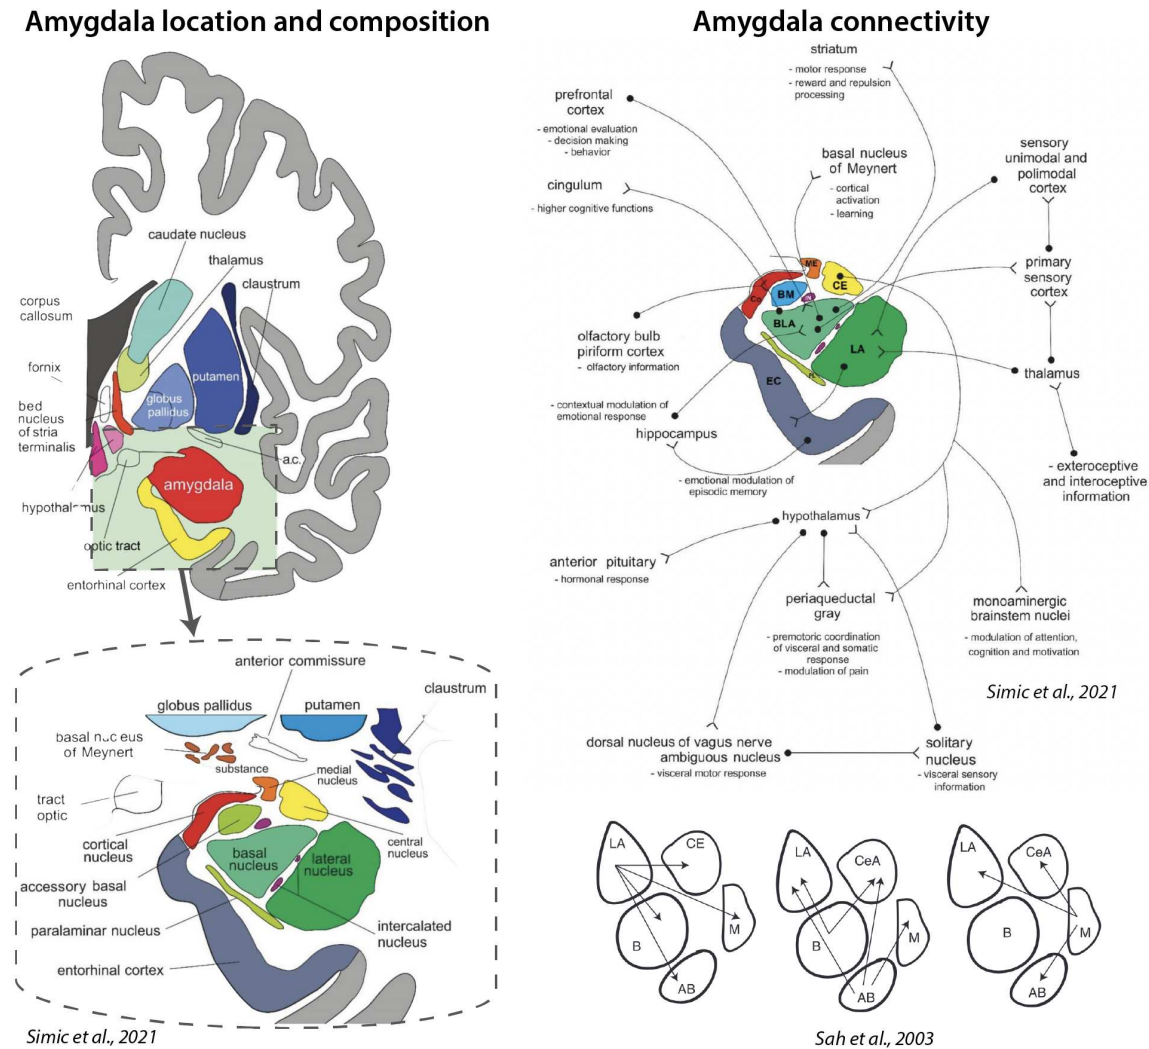 Amygdala location and composition
caudate nucleus
thalamus
claustrum
corpus
callosum
fornix
putamen
globus
pallidus
bed
nucleus
of stria
terminalis
a.c.
amygdala
hypothalamus
optic tract
entorhinal cortex
anterior commissure
claustrum
globus pallidus
putamen
basal nucleus
of Meynert
substance
medial
nucleus
tract
optic
cortical
nucleus
central
nucleus
basal
nucleus
lateral
nucleus
accessory basal
nucleus
paralaminar nucleus
intercalated
nucleus
entorhinal cortex
Simic et al., 2021
Amygdala connectivity
striatum
- motor response
- reward and repulsion
processing
prefrontal
cortex
- emotional evaluation
- decision making
- behavior
basal nucleus
of Meynert
- cortical
activation
- learning
sensory
unimodal and
polimodal
cortex
cingulum
- higher cognitive functions
primary
sensory
cortex
ME
CE
Co
BM
BLA
LA
EC
olfactory bulb
piriform cortex
- olfactory information
thalamus
- contextual modulation of
emotional response
hippocampus
- emotional modulation of
episodic memory
- exteroceptive
and interoceptive
information
hypothalamus
anterior pituitary
- hormonal response
periaqueductal
gray
- premotoric coordination
of visceral and somatic
response
- modulation of pain
monoaminergic
brainstem nuclei
- modulation of attention,
cognition and motivation
Simic et al., 2021
dorsal nucleus of vagus nerve
ambiguous nucleus
- visceral motor response
solitary
nucleus
- visceral sensory
information
LA
CE
B
M
AB
LA
CeA
B
M
AB
LA
CeA
B
M
AB
Sah et al., 2003